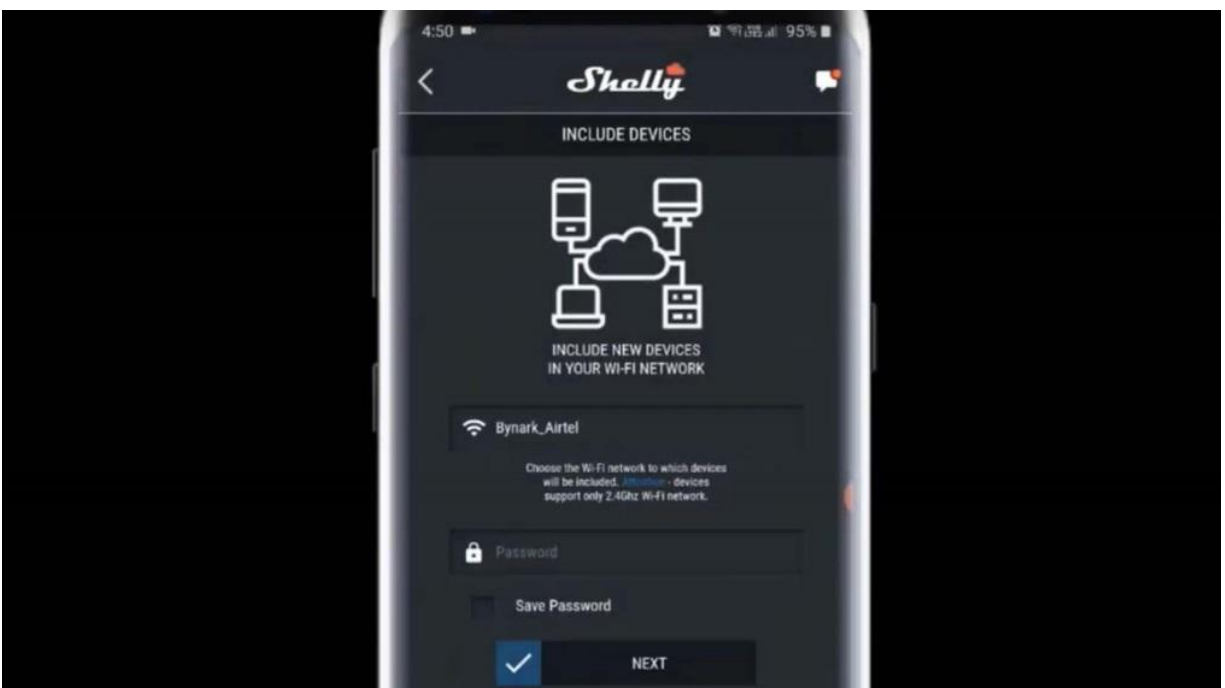 4:50
95%
Shelly
INCLUDE DEVICES
INCLUDE NEW DEVICES
IN YOUR WI-FI NETWORK
Bynark_Airtel
Choose the Wi-Fi network to which devices
will be included. Attention - devices
support only 2.4Ghz Wi-Fi network.
Password
Save Password
NEXT